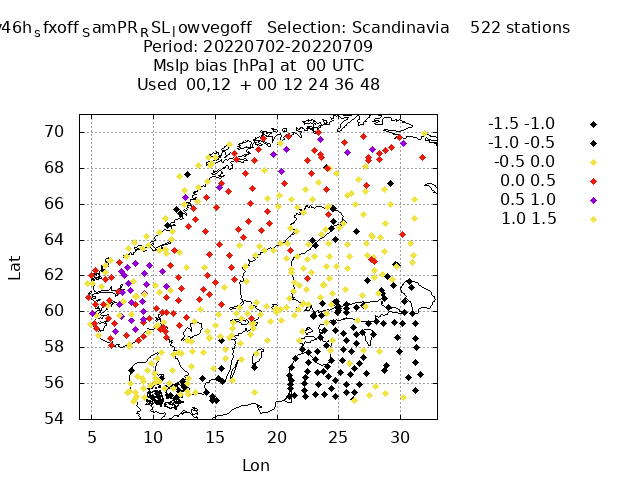 46h_sfxoff_SamPR_RSL_lowvegoff Selection: Scandinavia 522 stations
Period: 20220702-20220709
Mslp bias [hPa] at 00 UTC
Used 00,12 + 00 12 24 36 48
-1.5 -1.0
-1.0 -0.5
-0.5 0.0
0.0 0.5
0.5 1.0
1.0 1.5
70
68
66
64
62
60
58
56
54
Lat
5 10 15 20 25 30
Lon